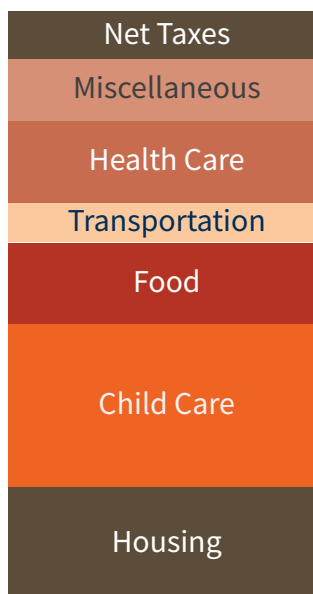 Net Taxes
Miscellaneous
Health Care
Transportation
Food
Child Care
Housing